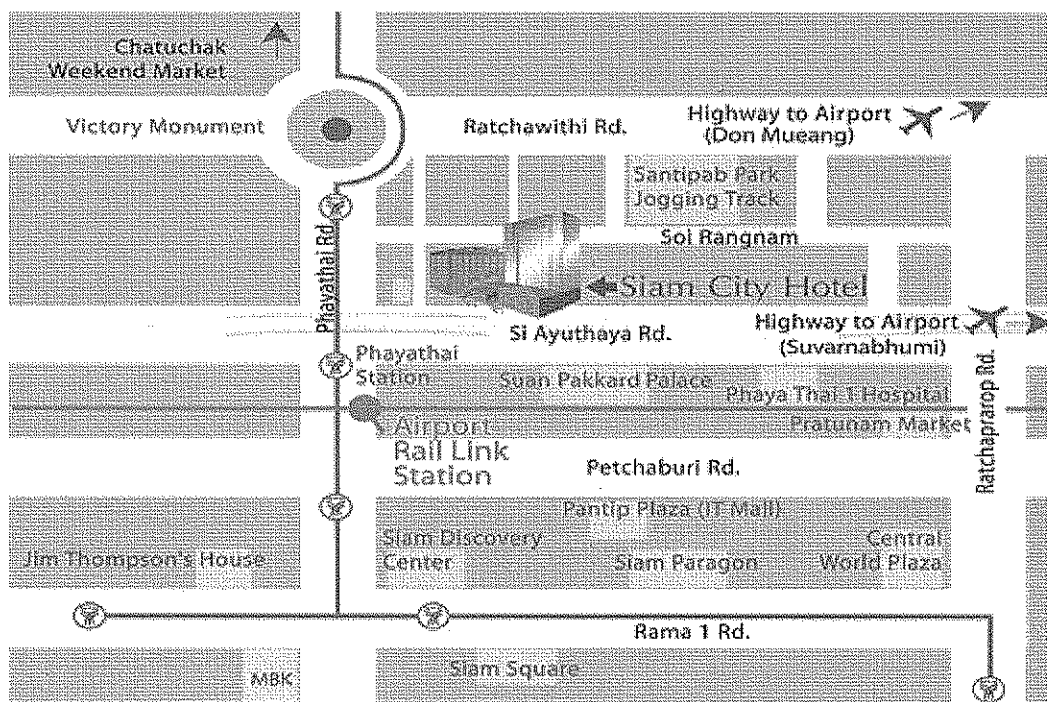 Chatuchak
Weekend Market
Victory Monument
Ratchawithi Rd.
Highway to Airport
(Don Mueang)
Santipab Park
Jogging Track
Soi Rangnam
Phayathai Rd.
Siam City Hotel
Si Ayuthaya Rd.
Highway to Airport
(Suvarnabhumi)
Phayathai
Station
Suan Pakkard Palace
Phaya Thai 1 Hospital
Pratunam Market
Ratchaprarop Rd.
Airport
Rail Link
Station
Petchaburi Rd.
Pantip Plaza (IT Mall)
Siam Discovery
Center
Siam Paragon
Central
World Plaza
Jim Thompson's House
Rama 1 Rd.
MBK
Siam Square